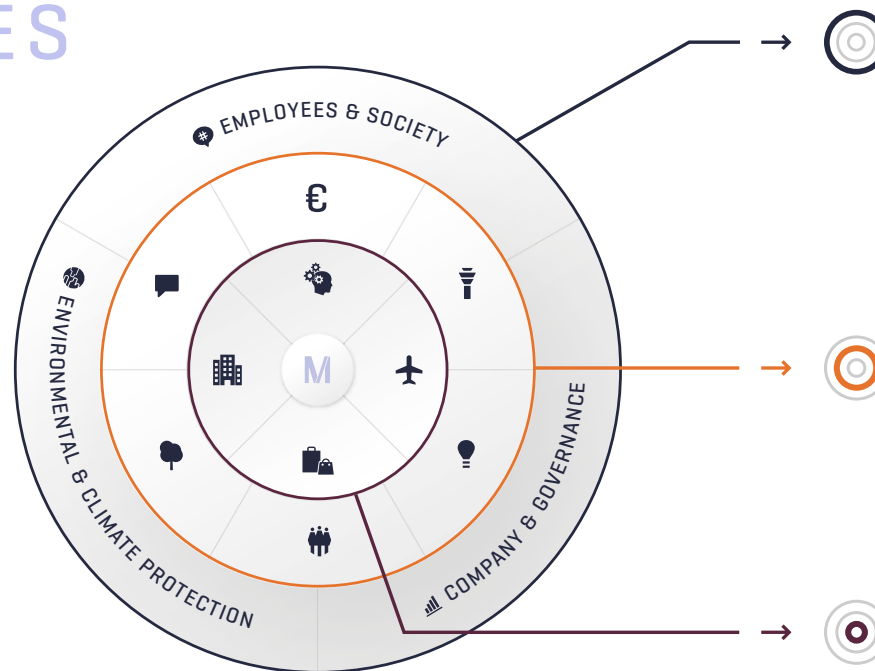 ES
EMPLOYEES & SOCIETY
€
M
ENVIRONMENTAL & CLIMATE PROTECTION
COMPANY & GOVERNANCE